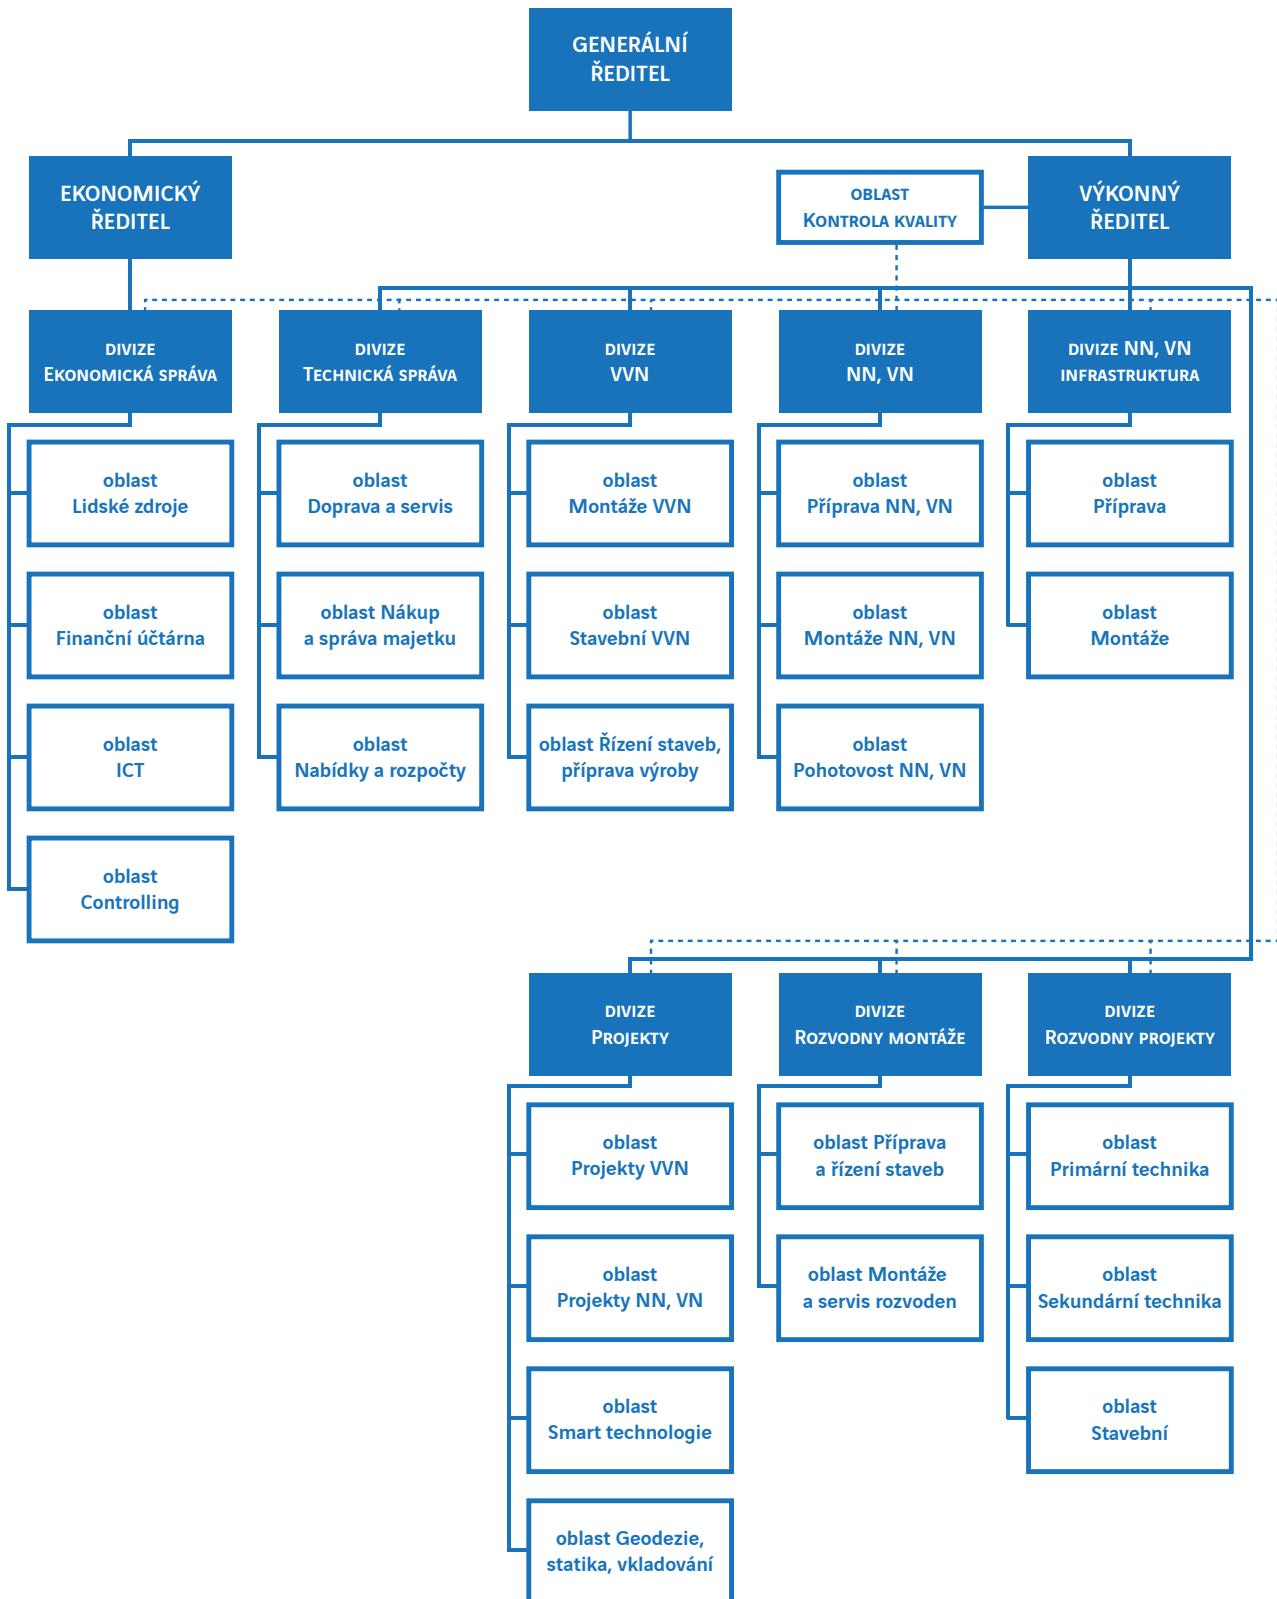 GENERÁLNÍ
ŘEDITEL
EKONOMICKÝ
ŘEDITEL
OBLAST
KONTROLA KVALITY
VÝKONNÝ
ŘEDITEL
DIVIZE
EKONOMICKÁ SPRÁVA
DIVIZE
TECHNICKÁ SPRÁVA
DIVIZE
VVN
DIVIZE
NN, VN
DIVIZE NN, VN
INFRASTRUKTURA
oblast
Lidské zdroje
oblast
Finanční účtárna
oblast
ICT
oblast
Controlling
oblast
Doprava a servis
oblast Nákup
a správa majetku
oblast
Nabídky a rozpočty
oblast
Montáže VVN
oblast
Stavební VVN
oblast Řízení staveb,
příprava výroby
oblast
Příprava NN, VN
oblast
Montáže NN, VN
oblast
Pohotovost NN, VN
oblast
Příprava
oblast
Montáže
DIVIZE
PROJEKTY
DIVIZE
ROZVODNY MONTÁŽE
DIVIZE
ROZVODNY PROJEKTY
oblast
Projekty VVN
oblast
Projekty NN, VN
oblast
Smart technologie
oblast Geodezie,
statika, vkladování
oblast Příprava
a řízení staveb
oblast Montáže
a servis rozvoden
oblast
Primární technika
oblast
Sekundární technika
oblast
Stavební